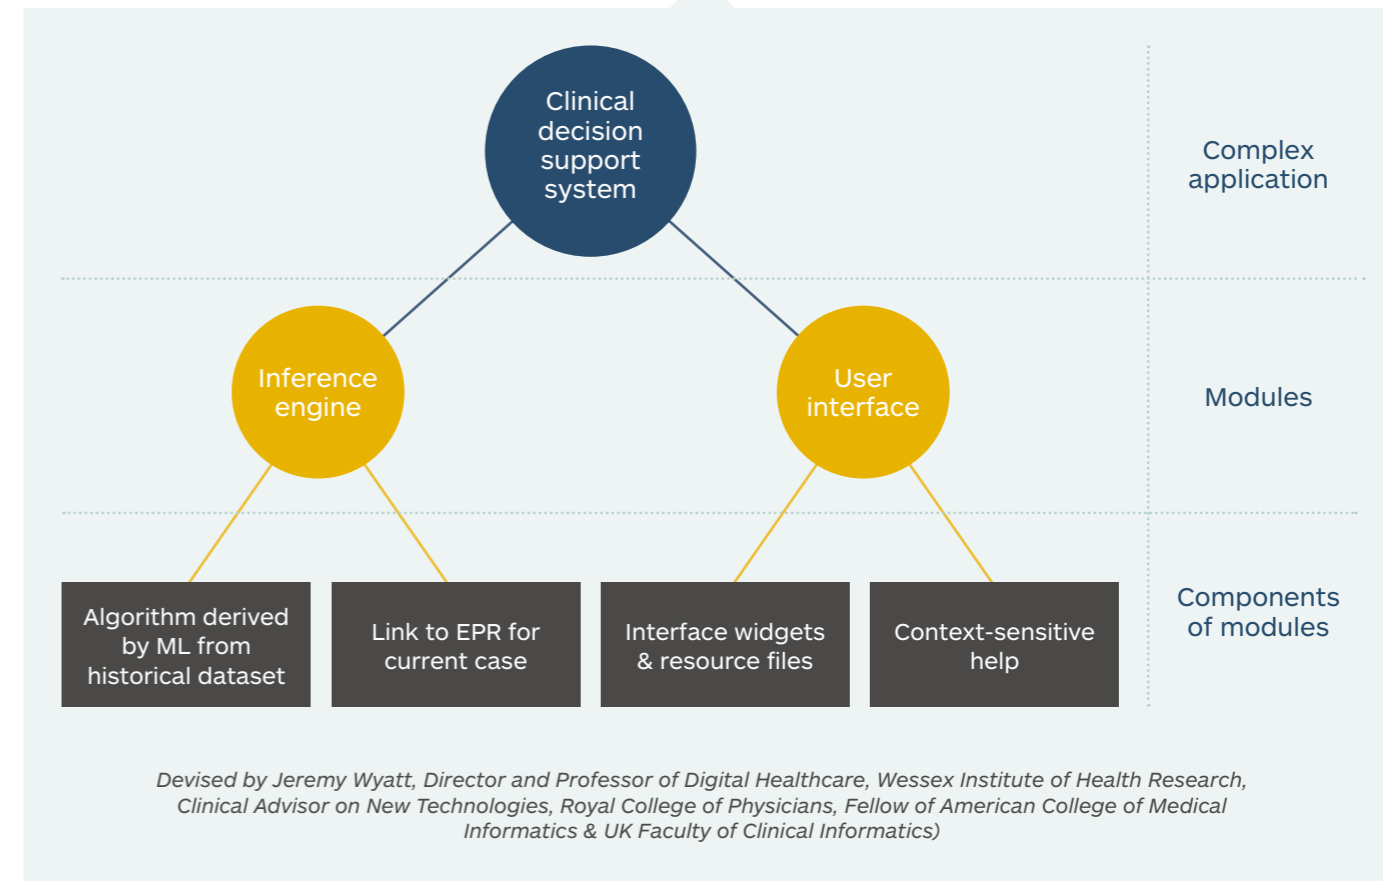 Clinical
decision
support
system
Complex
application
Inference
engine
User
interface
Modules
Algorithm derived
by ML from
historical dataset
Link to EPR for
current case
Interface widgets
& resource files
Context-sensitive
help
Components
of modules
Devised by Jeremy Wyatt, Director and Professor of Digital Healthcare, Wessex Institute of Health Research,
Clinical Advisor on New Technologies, Royal College of Physicians, Fellow of American College of Medical
Informatics & UK Faculty of Clinical Informatics)